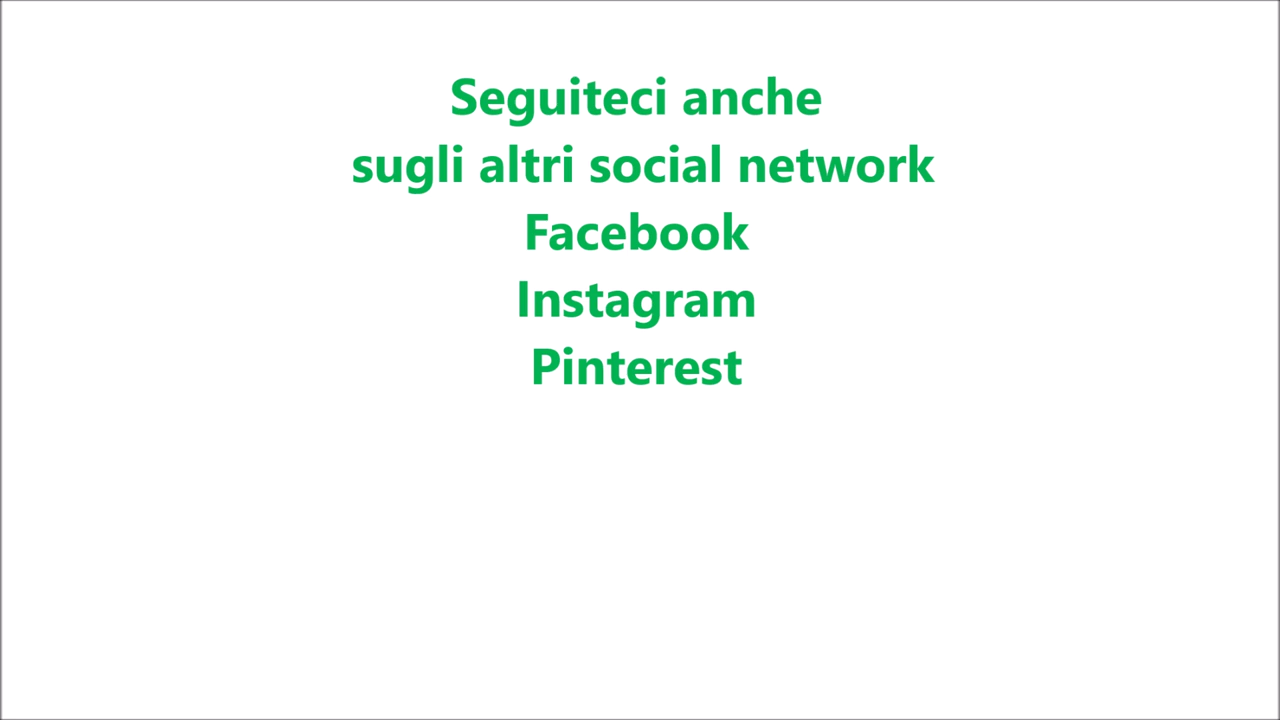 Seguiteci anche
sugli altri social network
Facebook
Instagram
Pinterest